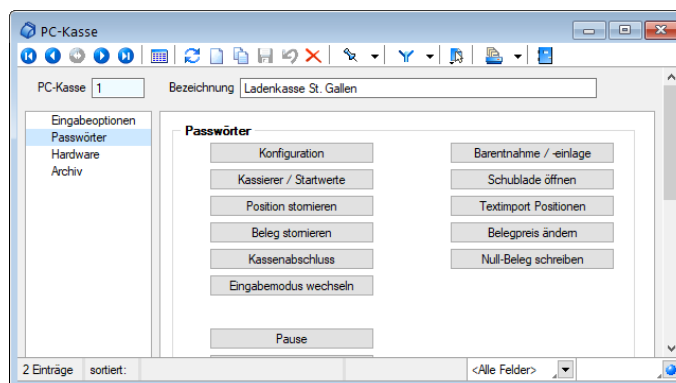 PC-Kasse
PC-Kasse 1 Bezeichnung Ladenkasse St. Gallen
Eingabeoptionen
Passwörter
Hardware
Archiv
Passwörter
Konfiguration Barentnahme / -einlage
Kassierer / Startwerte Schublade öffnen
Position stornieren Textimport Positionen
Beleg stornieren Belegpreis ändern
Kassenabschluss Null-Beleg schreiben
Eingabemodus wechseln
Pause
2 Einträge sortiert: <Alle Felder>